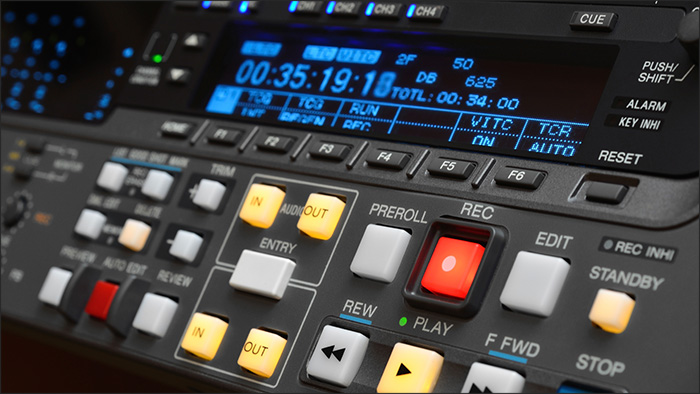 CH1 CH2 CH3 CH4
CUE
PUSH/
SHIFT
LTC VITC 2F 50
00:35:19:18 DB 625
TOTL: 00:34:00
TCG TCG RUN VITC TCR
INT REGEN REC ON AUTO
ALARM
KEY INHI
HOME F1 F2 F3 F4 F5 F6
RESET
TRIM
IN AUDIO OUT
ENTRY
PREROLL REC EDIT
REC INHI
STANDBY
PREVIEW AUTO EDIT REVIEW
DELETE
IN OUT
REW PLAY F FWD STOP